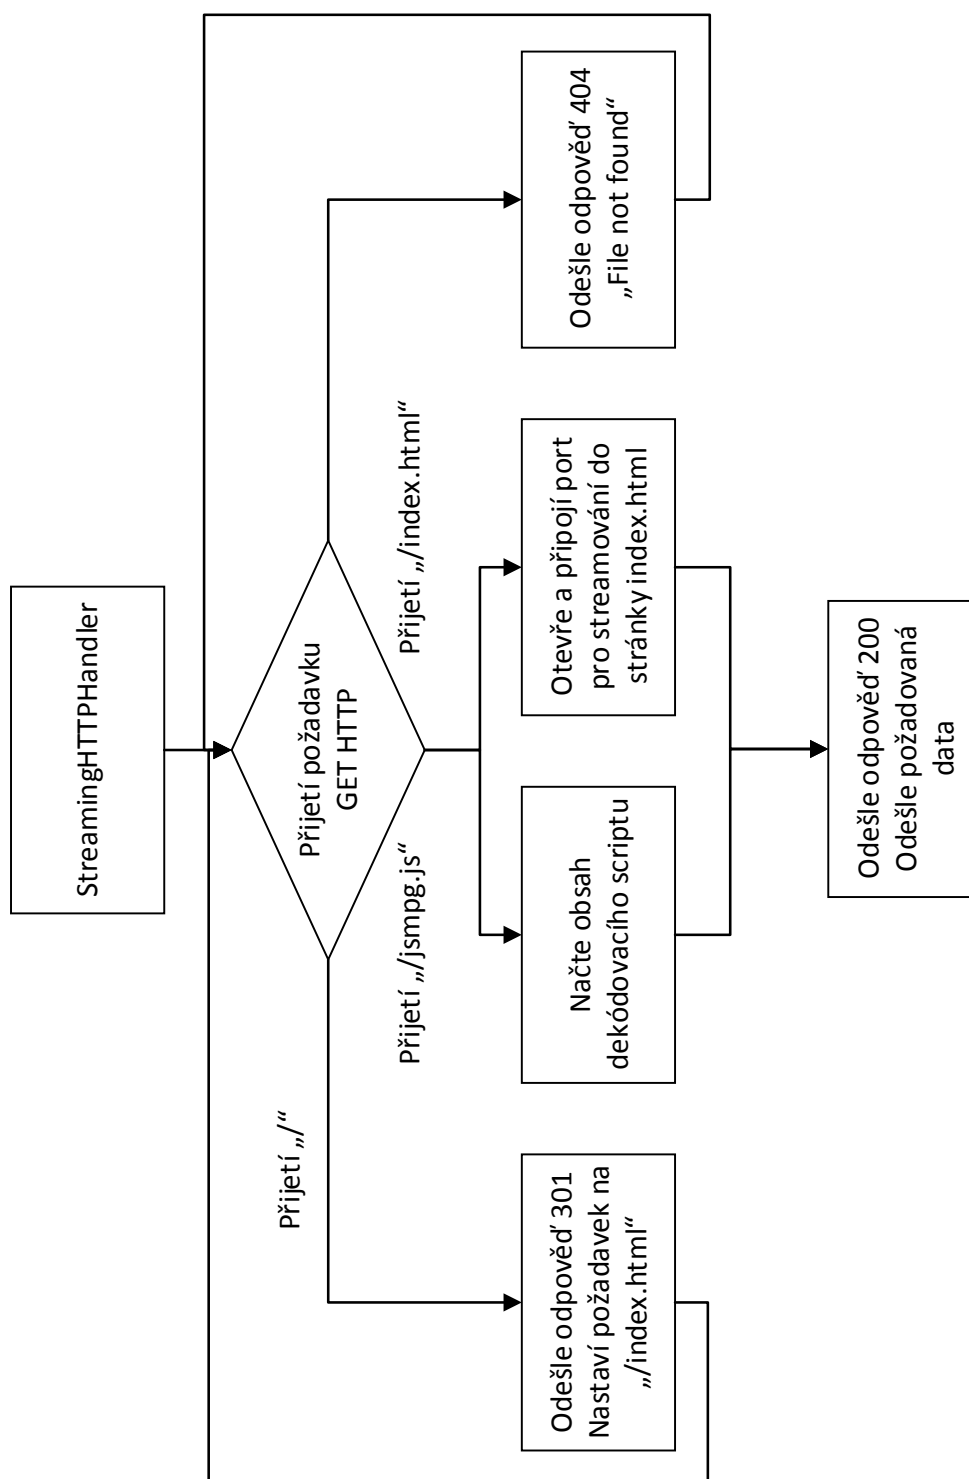 StreamingHTTPHandler
Přijetí požadavku
GET HTTP
Přijetí „/“
Přijetí „/jsmpg.js“
Přijetí „/index.html“
Odešle odpověď 301
Nastaví požadavek na
„/index.html“
Načte obsah
dekódovacího scriptu
Otevře a připojí port
pro streamování do
stránky index.html
Odešle odpověď 404
„File not found“
Odešle odpověď 200
Odešle požadovaná
data